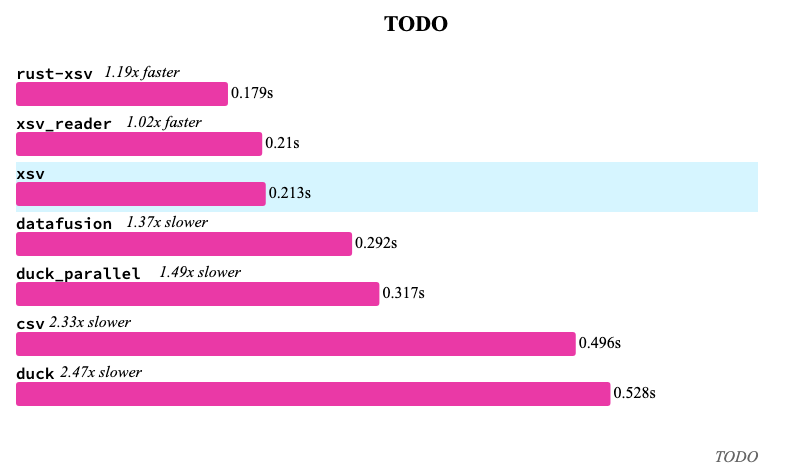 TODO
rust-xsv 1.19x faster
0.179s
xsv_reader 1.02x faster
0.21s
xsv
0.213s
datafusion 1.37x slower
0.292s
duck_parallel 1.49x slower
0.317s
csv 2.33x slower
0.496s
duck 2.47x slower
0.528s
TODO